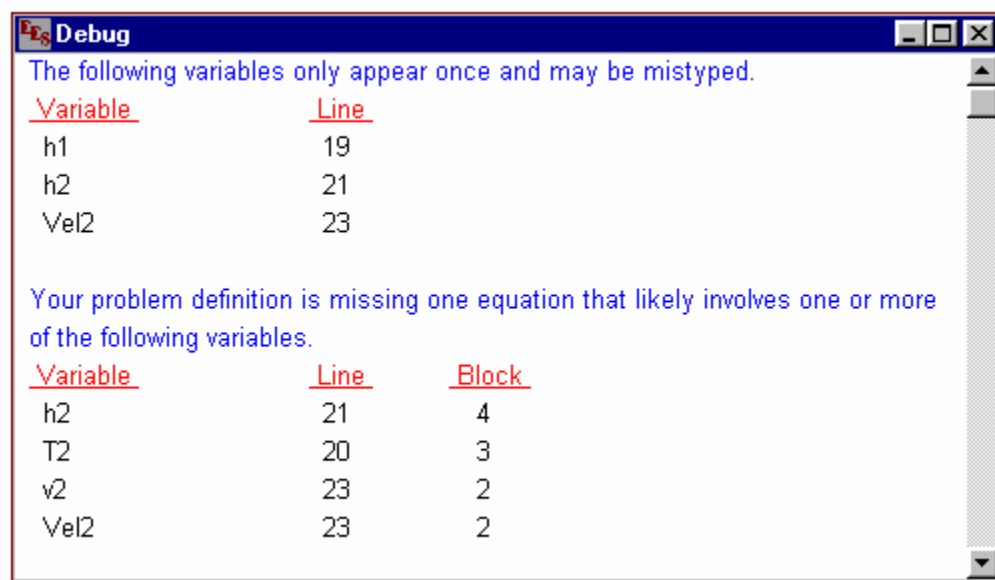 EES Debug
The following variables only appear once and may be mistyped.
Variable Line
h1 19
h2 21
Vel2 23
Your problem definition is missing one equation that likely involves one or more
of the following variables.
Variable Line Block
h2 21 4
T2 20 3
v2 23 2
Vel2 23 2